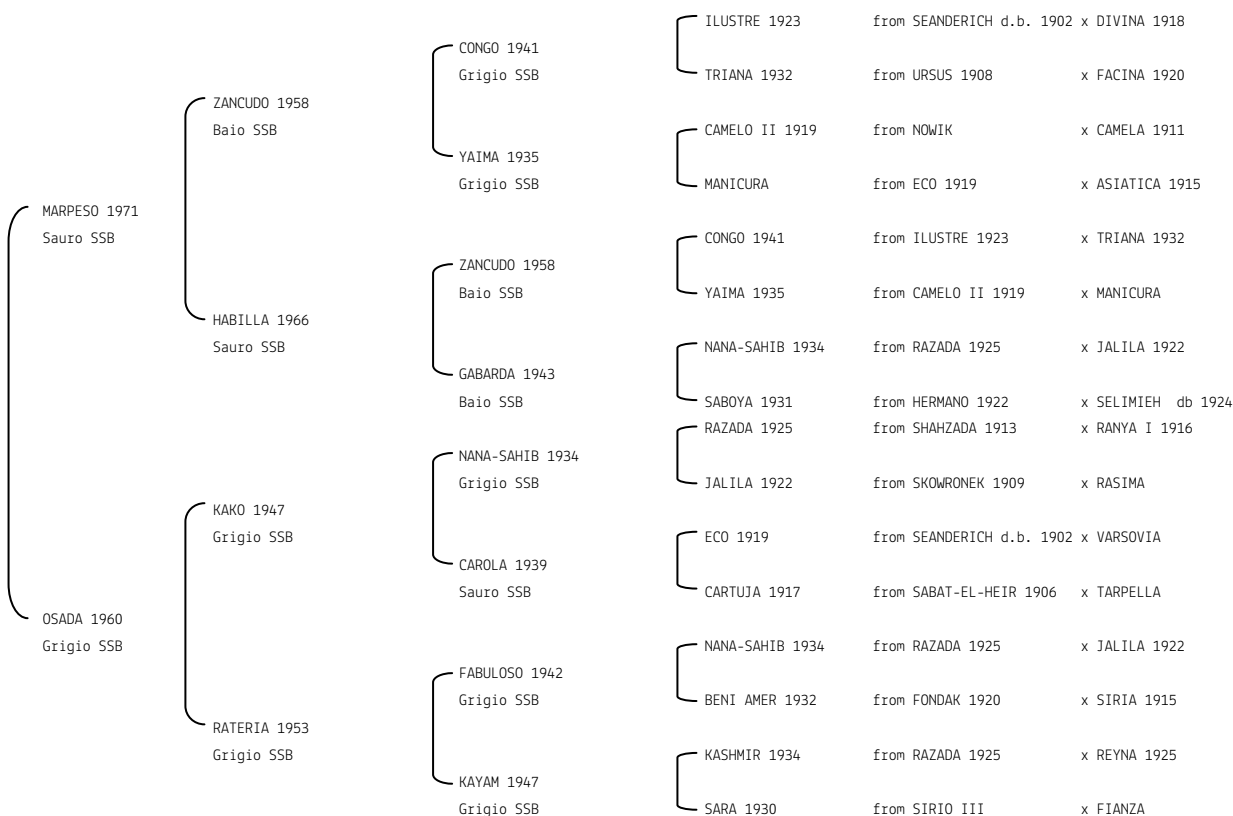 ILUSTRE 1923 from SEANDERICH d.b. 1902 x DIVINA 1918
CONGO 1941
Grigio SSB
TRIANA 1932 from URSUS 1908 x FACINA 1920
ZANCUDO 1958
Baio SSB
CAMELO II 1919 from NOWIK x CAMELA 1911
YAIMA 1935
Grigio SSB
MANICURA from ECO 1919 x ASIATICA 1915
MARPESO 1971
Sauro SSB
CONGO 1941 from ILUSTRE 1923 x TRIANA 1932
ZANCUDO 1958
Baio SSB
YAIMA 1935 from CAMELO II 1919 x MANICURA
HABILLA 1966
Sauro SSB
NANA-SAHIB 1934 from RAZADA 1925 x JALILA 1922
GABARDA 1943
Baio SSB
SABOYA 1931 from HERMANO 1922 x SELIMIEH db 1924
RAZADA 1925 from SHAHZADA 1913 x RANYA I 1916
NANA-SAHIB 1934
Grigio SSB
JALILA 1922 from SKOWRONEK 1909 x RASIMA
KAKO 1947
Grigio SSB
ECO 1919 from SEANDERICH d.b. 1902 x VARSOVIA
CAROLA 1939
Sauro SSB
CARTUJA 1917 from SABAT-EL-HEIR 1906 x TARPELLA
OSADA 1960
Grigio SSB
NANA-SAHIB 1934 from RAZADA 1925 x JALILA 1922
FABULOSO 1942
Grigio SSB
BENI AMER 1932 from FONDAK 1920 x SIRIA 1915
RATERIA 1953
Grigio SSB
KASHMIR 1934 from RAZADA 1925 x REYNA 1925
KAYAM 1947
Grigio SSB
SARA 1930 from SIRIO III x FIANZA